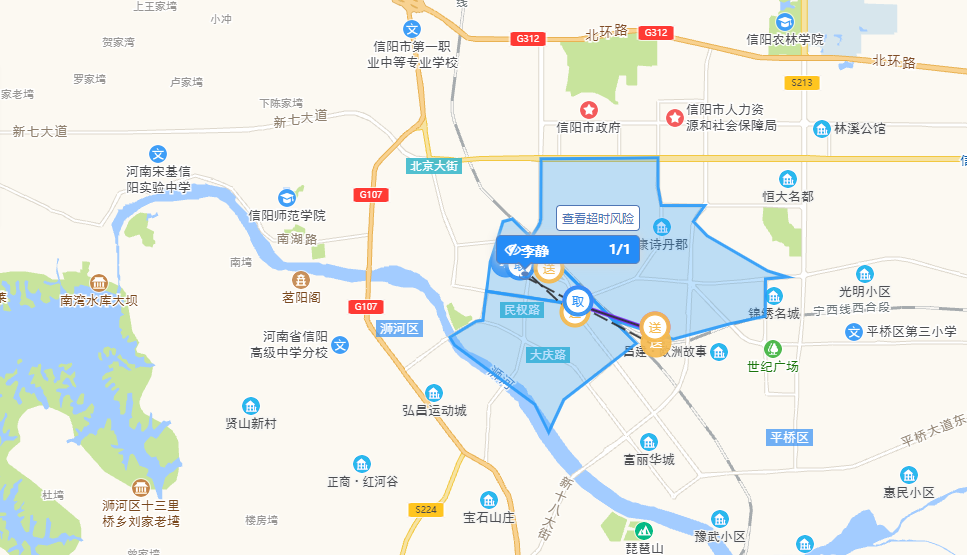 上王家塆
小冲
线
G312
G312
北环路
信阳农林学院
信阳市第一职
业中等专业学校
贺家湾
北环路
罗家塆
卢家塆
S213
家老塆
下陈家塆
信阳市人力资
源和社会保障局
新七大道
新七大道
信阳市政府
林溪公馆
北京大街
信
河南宋基信
阳实验中学
G107
恒大名都
信阳师范学院
查看超时风险
南湖路
康诗丹郡
李静
1/1
南塆
取
送
南湾水库大坝
茗阳阁
光明小区
取
G107
民权路
锦绣名城
宁西线
西合段
浉河区
送
平桥区第三小学
河南省信阳
高级中学分校
大庆路
欧洲故事
世纪广场
浉河
贤山新村
弘昌运动城
平桥大道东
平桥区
富丽华城
正商·红河谷
惠民小区
杜塆
浉河区十三里
桥乡刘家老塆
S224
新十八大街
楼房塆
宝石山庄
豫武小区
琵琶山
曾家塆